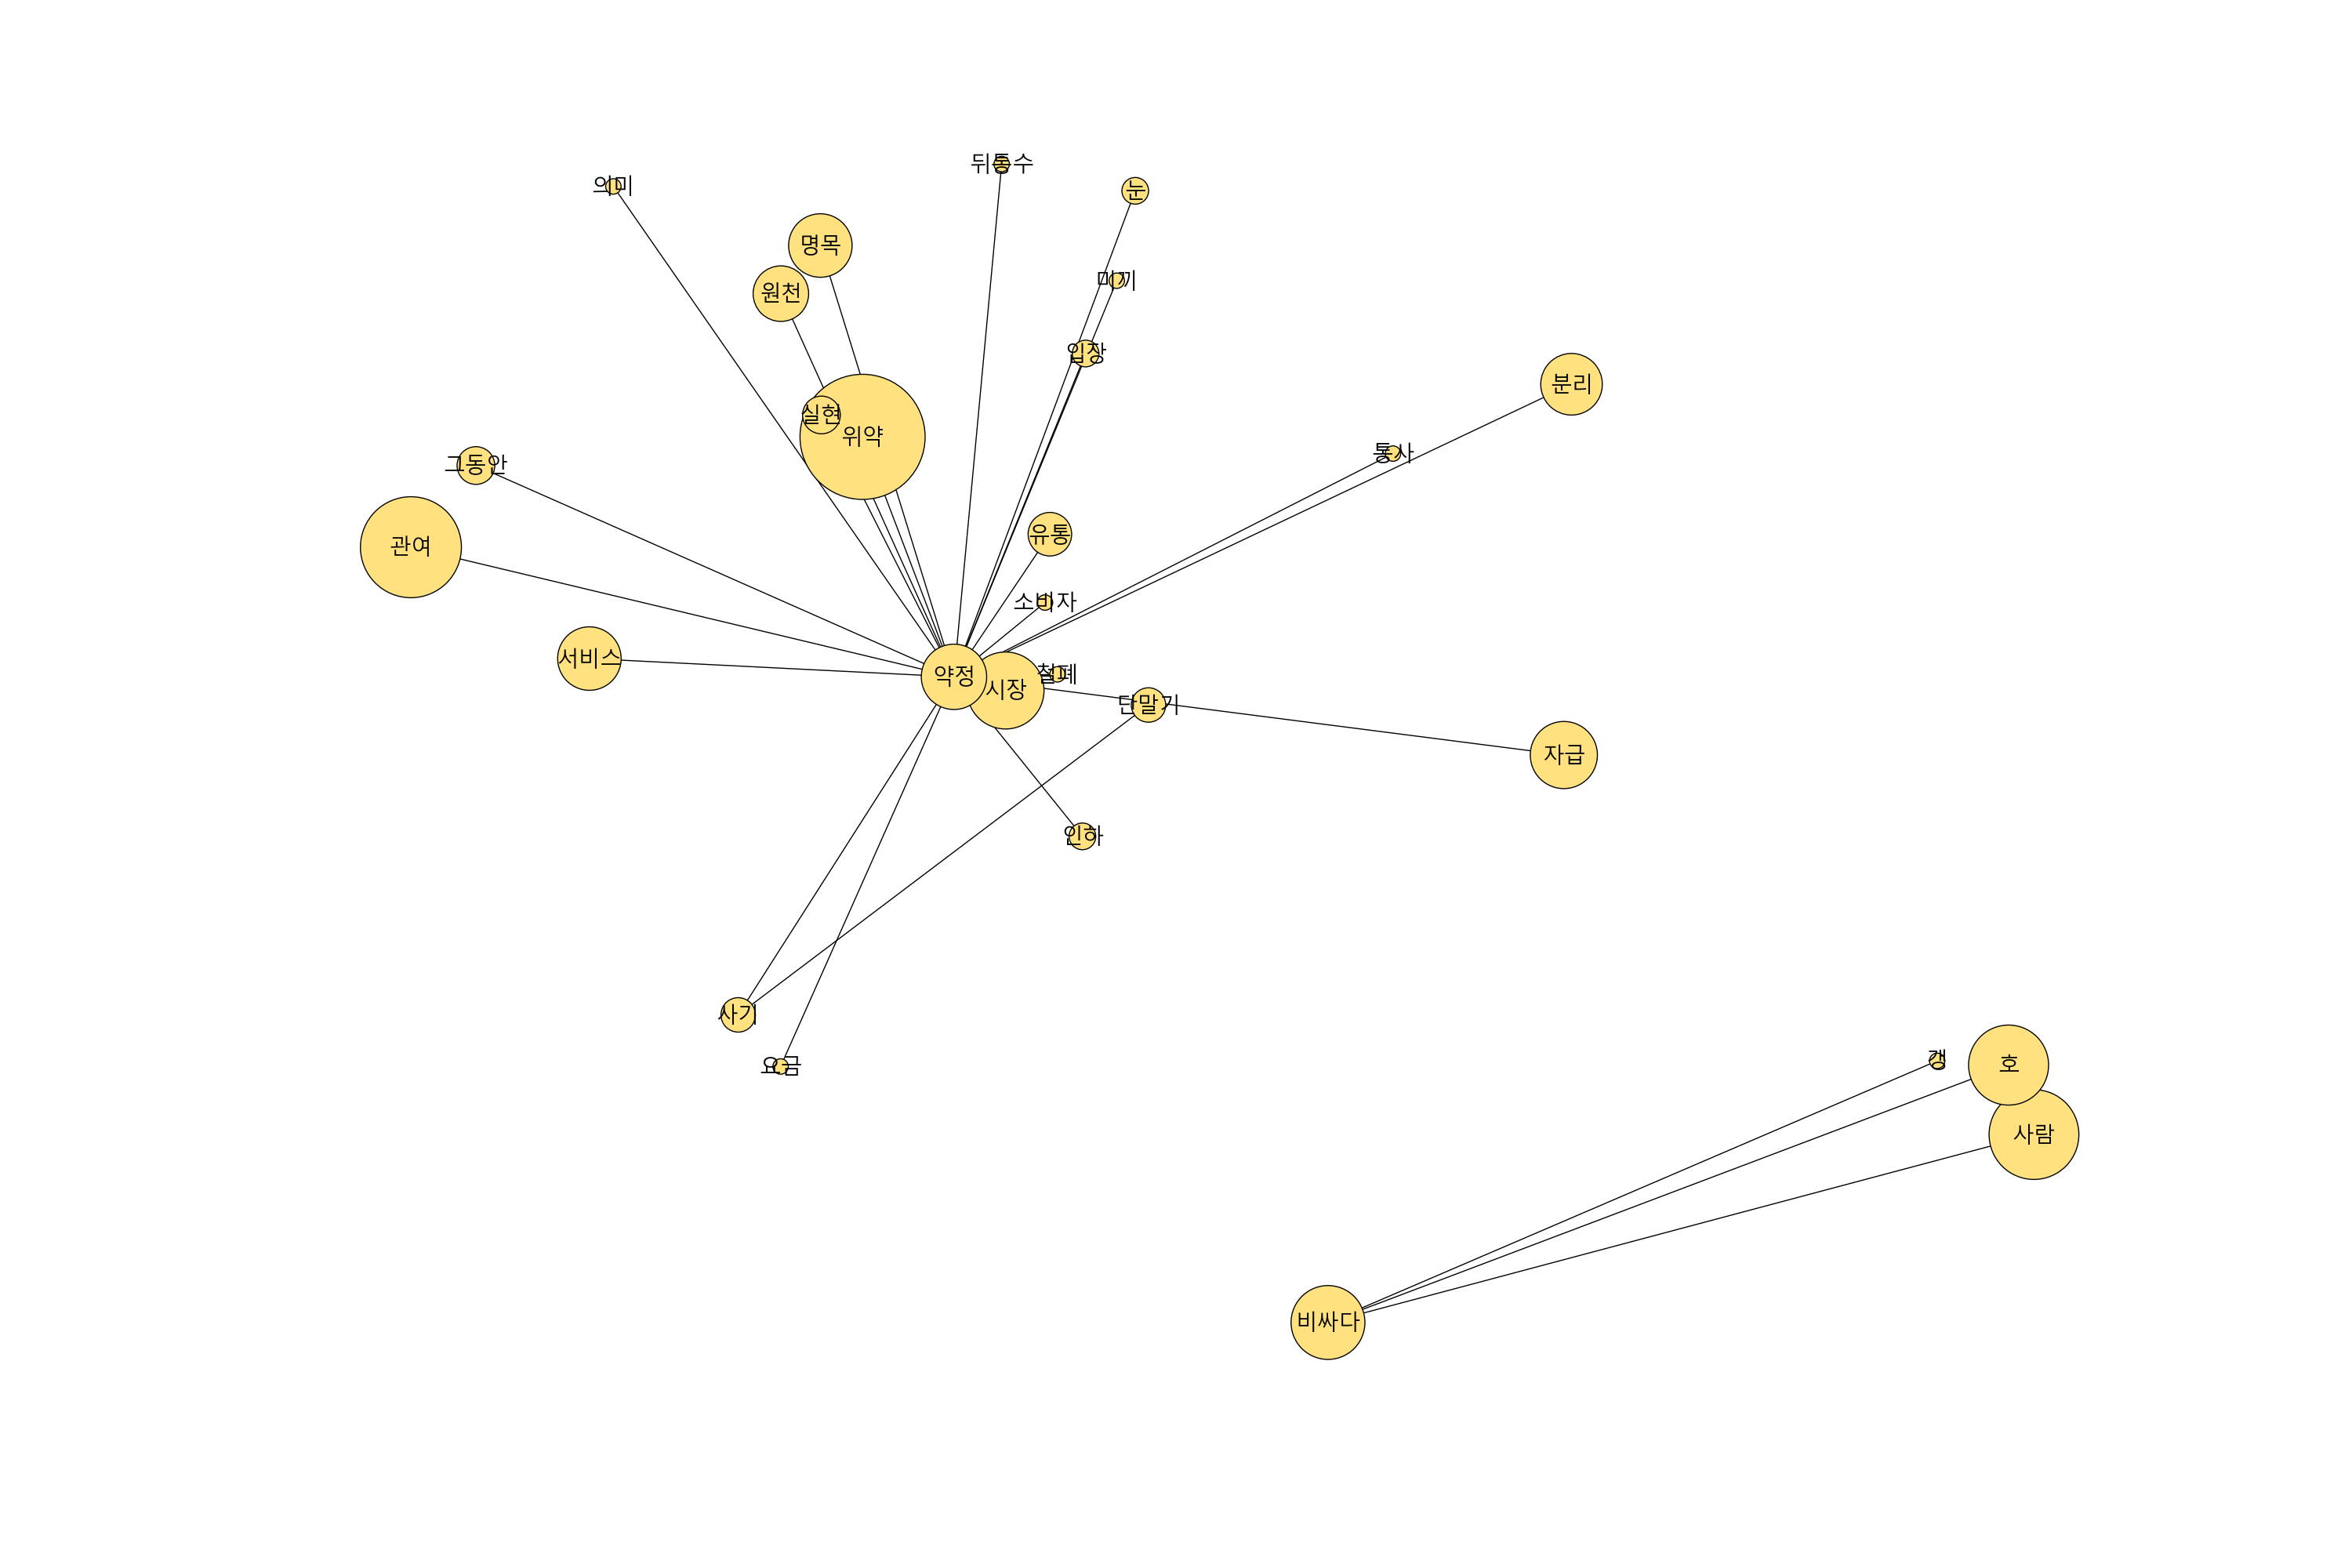 뒤통수
의미
눈
명목
미끼
원천
입장
분리
실현
위약
통사
그동안
유통
관여
소비자
서비스
철폐
약정
시장
단말기
자급
인하
사기
요금
갱
호
사람
비싸다